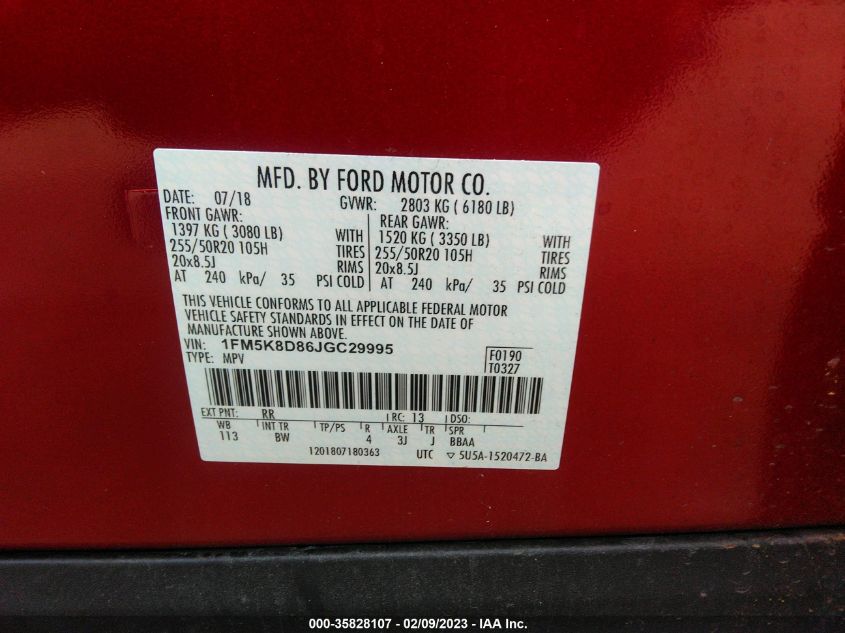 MFD. BY FORD MOTOR CO.
DATE: 07/18 GVWR: 2803 KG ( 6180 LB)
FRONT GAWR: REAR GAWR:
1397 KG ( 3080 LB) WITH 1520 KG ( 3350 LB) WITH
255/50R20 105H TIRES 255/50R20 105H TIRES
20x8.5J RIMS 20x8.5J RIMS
AT 240 kPa/ 35 PSI COLD AT 240 kPa/ 35 PSI COLD
THIS VEHICLE CONFORMS TO ALL APPLICABLE FEDERAL MOTOR
VEHICLE SAFETY STANDARDS IN EFFECT ON THE DATE OF
MANUFACTURE SHOWN ABOVE.
VIN: 1FM5K8D86JGC29995 F0190
TYPE: MPV T0327
EXT PNT: RR RC: 13 DSO:
WB INT TR TP/PS R AXLE TR SPR
113 BW 4 3J J BBAA
1201807180363 UTC ▽ 5U5A-1520472-BA
000-35828107 - 02/09/2023 - IAA Inc.